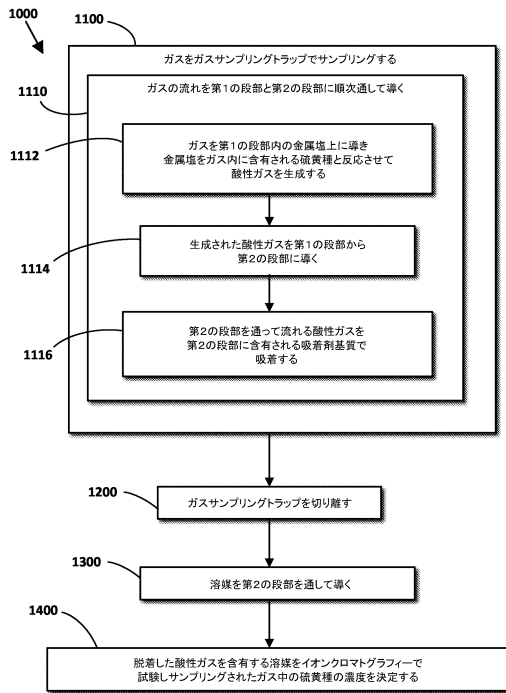 1000
1100
ガスをガスサンプリングトラップでサンプリングする
1110
ガスの流れを第1の段部と第2の段部に順次通して導く
1112
ガスを第1の段部内の金属塩上に導き
金属塩をガス内に含有される硫黄種と反応させて
酸性ガスを生成する
1114
生成された酸性ガスを第1の段部から
第2の段部に導く
1116
第2の段部を通って流れる酸性ガスを
第2の段部に含有される吸着剤基質で
吸着する
1200
ガスサンプリングトラップを切り離す
1300
溶媒を第2の段部を通して導く
1400
脱着した酸性ガスを含有する溶媒をイオンクロマトグラフィーで
試験しサンプリングされたガス中の硫黄種の濃度を決定する